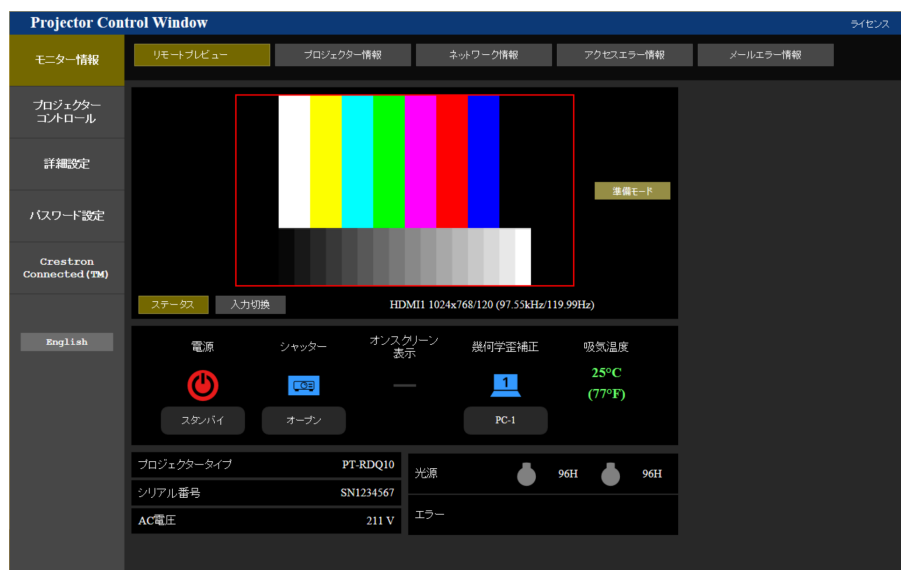 Projector Control Window
ライセンス
モニター情報
リモートプレビュー
プロジェクター情報
ネットワーク情報
アクセスエラー情報
メールエラー情報
プロジェクター
コントロール
詳細設定
パスワード設定
Crestron
Connected(TM)
English
準備モード
ステータス
入力切換
HDMI1 1024x768/120 (97.55kHz/119.99Hz)
電源
シャッター
オンスクリーン
表示
幾何学歪補正
吸気温度
1
25°C
(77°F)
スタンバイ
オープン
PC-1
プロジェクタータイプ PT-RDQ10
シリアル番号 SN1234567
AC電圧 211 V
光源 96H 96H
エラー